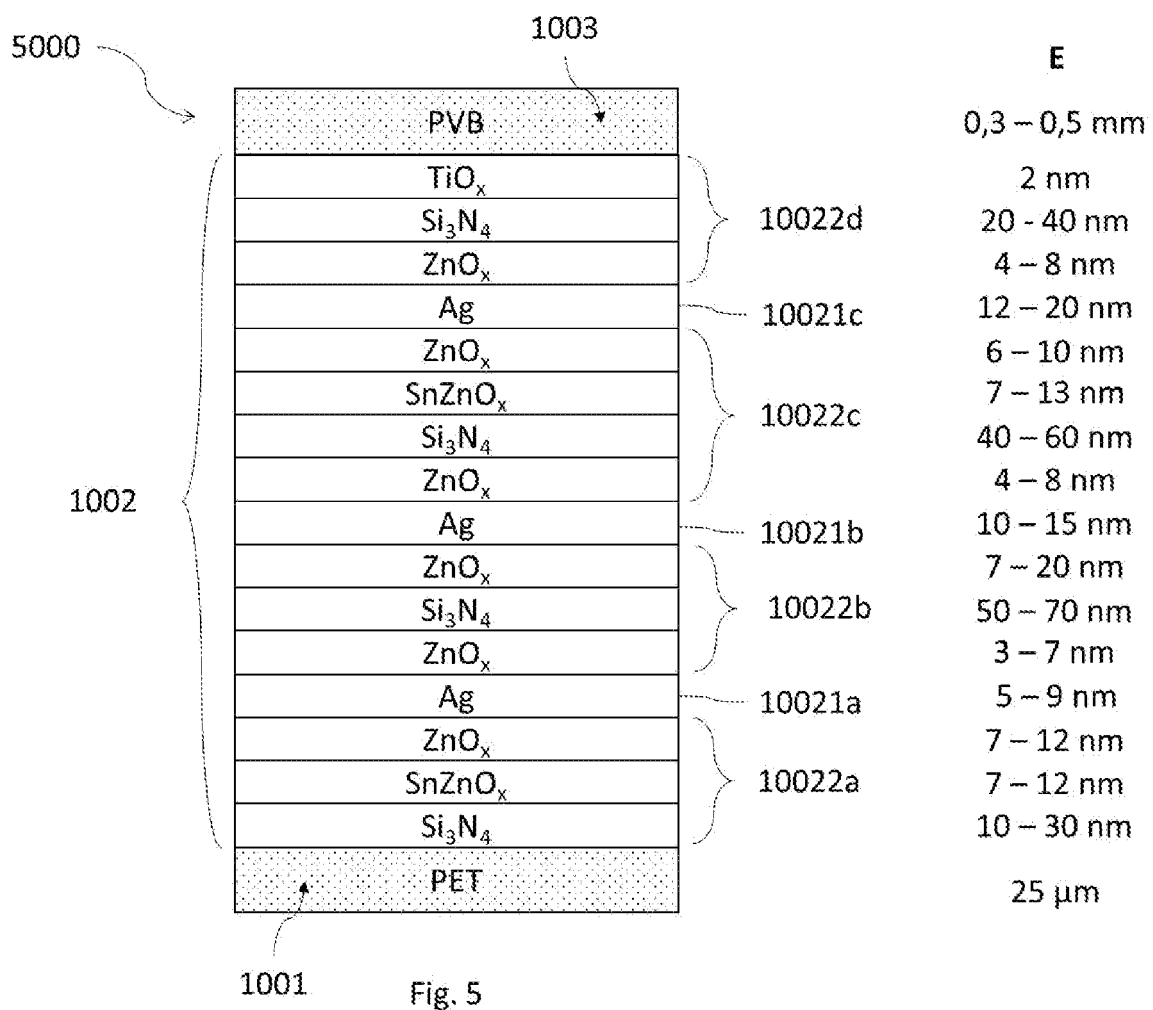 5000
1003
E
PVB
0,3 – 0,5 mm
TiOₓ
2 nm
Si₃N₄
10022d
20 - 40 nm
ZnOₓ
4 – 8 nm
Ag
10021c
12 – 20 nm
ZnOₓ
6 – 10 nm
SnZnOₓ
7 – 13 nm
10022c
Si₃N₄
40 – 60 nm
ZnOₓ
4 – 8 nm
1002
Ag
10021b
10 – 15 nm
ZnOₓ
7 – 20 nm
Si₃N₄
10022b
50 – 70 nm
ZnOₓ
3 – 7 nm
Ag
10021a
5 – 9 nm
ZnOₓ
7 – 12 nm
SnZnOₓ
10022a
7 – 12 nm
Si₃N₄
10 – 30 nm
PET
25 µm
1001
Fig. 5